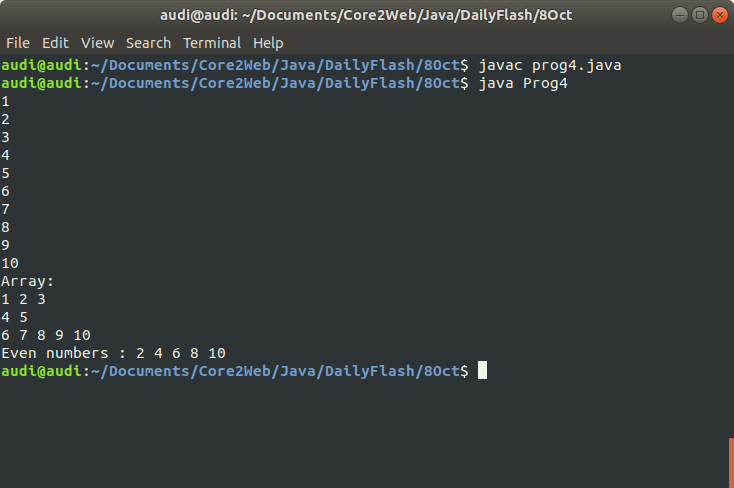 audi@audi: ~/Documents/Core2Web/Java/DailyFlash/8Oct
File Edit View Search Terminal Help
audi@audi:~/Documents/Core2Web/Java/DailyFlash/8Oct$ javac prog4.java
audi@audi:~/Documents/Core2Web/Java/DailyFlash/8Oct$ java Prog4
1
2
3
4
5
6
7
8
9
10
Array:
1 2 3
4 5
6 7 8 9 10
Even numbers : 2 4 6 8 10
audi@audi:~/Documents/Core2Web/Java/DailyFlash/8Oct$